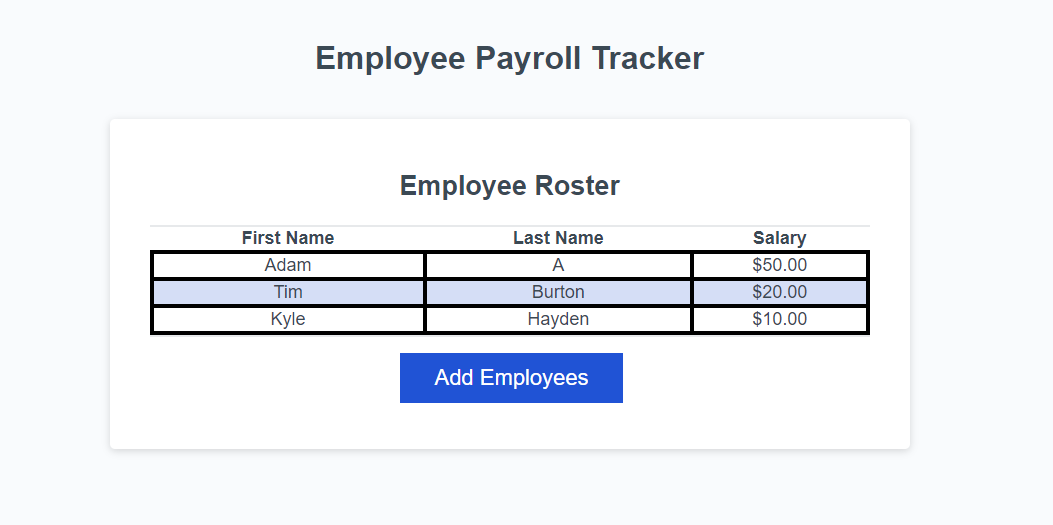 Employee Payroll Tracker
Employee Roster
First Name Last Name Salary
Adam A $50.00
Tim Burton $20.00
Kyle Hayden $10.00
Add Employees